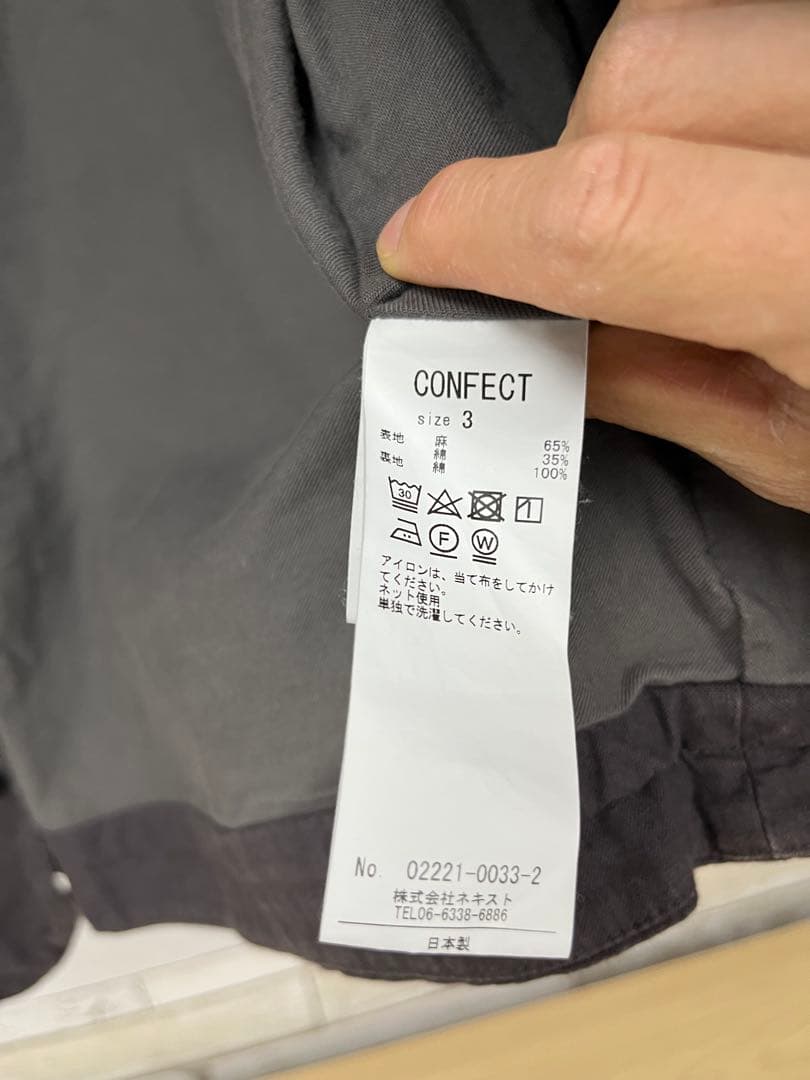 CONFECT
size 3
表地 麻 65%
綿 35%
裏地 綿 100%
30
1
F W
アイロンは、当て布をしてかけ
てください。
ネット使用
単独で洗濯してください。
No. 02221-0033-2
株式会社ネキスト
TEL06-6338-6886
日本製